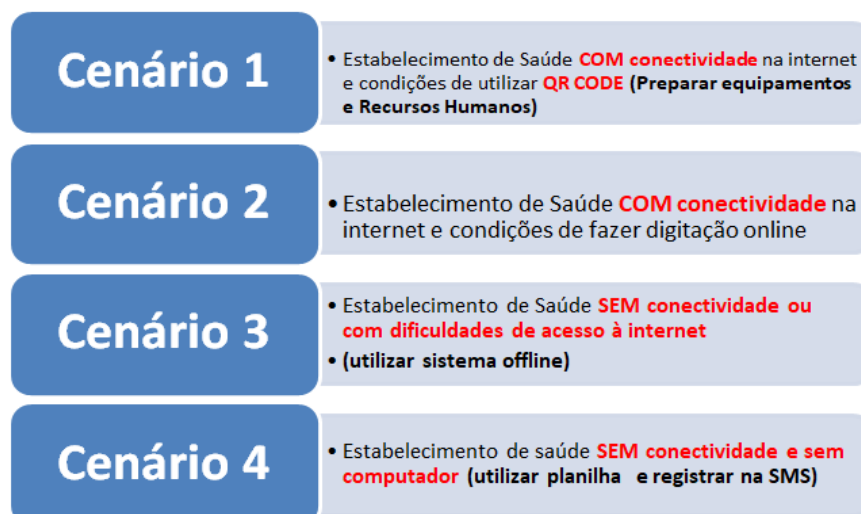 Cenário 1
• Estabelecimento de Saúde COM conectividade na internet
e condições de utilizar QR CODE (Preparar equipamentos
e Recursos Humanos)
Cenário 2
• Estabelecimento de Saúde COM conectividade na
internet e condições de fazer digitação online
Cenário 3
• Estabelecimento de Saúde SEM conectividade ou
com dificuldades de acesso à internet
• (utilizar sistema offline)
Cenário 4
• Estabelecimento de saúde SEM conectividade e sem
computador (utilizar planilha e registrar na SMS)